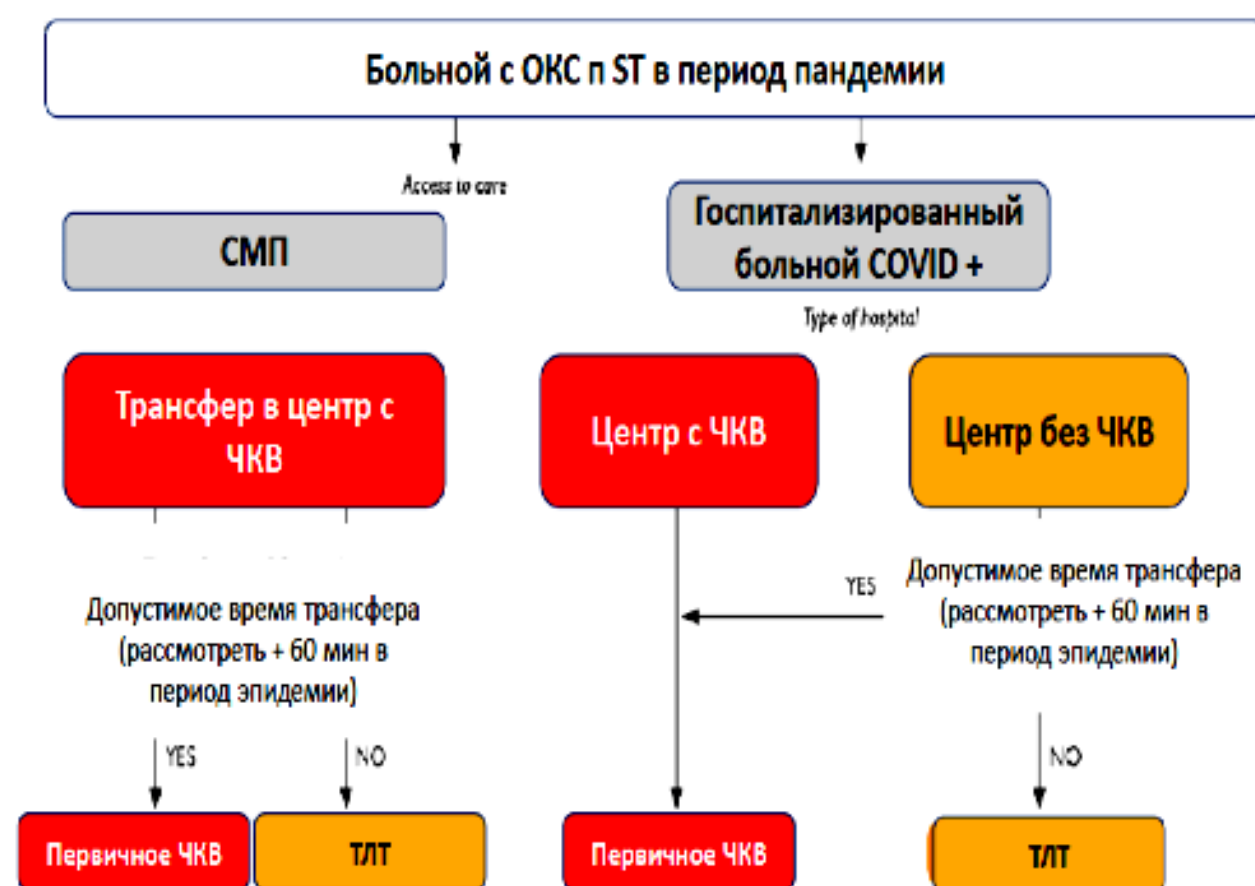 Больной с ОКС п ST в период пандемии
Access to care
СМП
Госпитализированный
больной COVID +
Type of hospital
Трансфер в центр с
ЧКВ
Центр с ЧКВ
Центр без ЧКВ
Допустимое время трансфера
(рассмотреть + 60 мин в
период эпидемии)
YES
Допустимое время трансфера
(рассмотреть + 60 мин в
период эпидемии)
YES
NO
NO
Первичное ЧКВ
ТЛТ
Первичное ЧКВ
ТЛТ